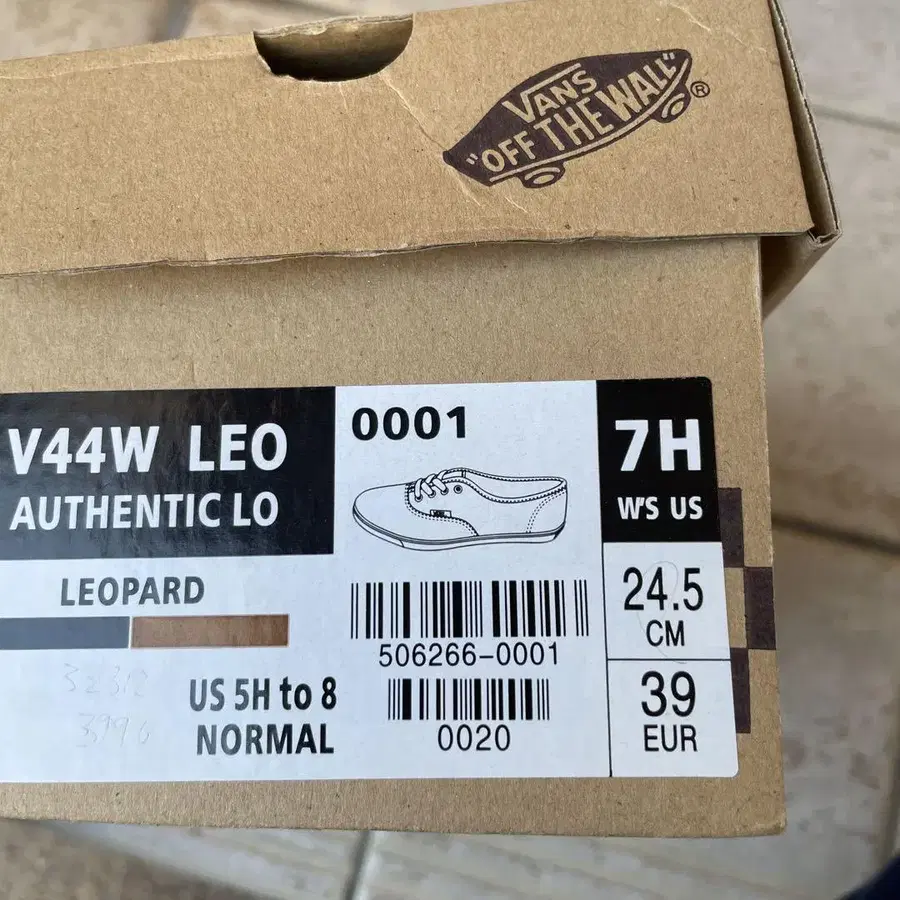 VANS
"OFF THE WALL"
®
V44W LEO
AUTHENTIC LO
LEOPARD
US 5H to 8
NORMAL
0001
506266-0001
0020
7H
W'S US
24.5
CM
39
EUR